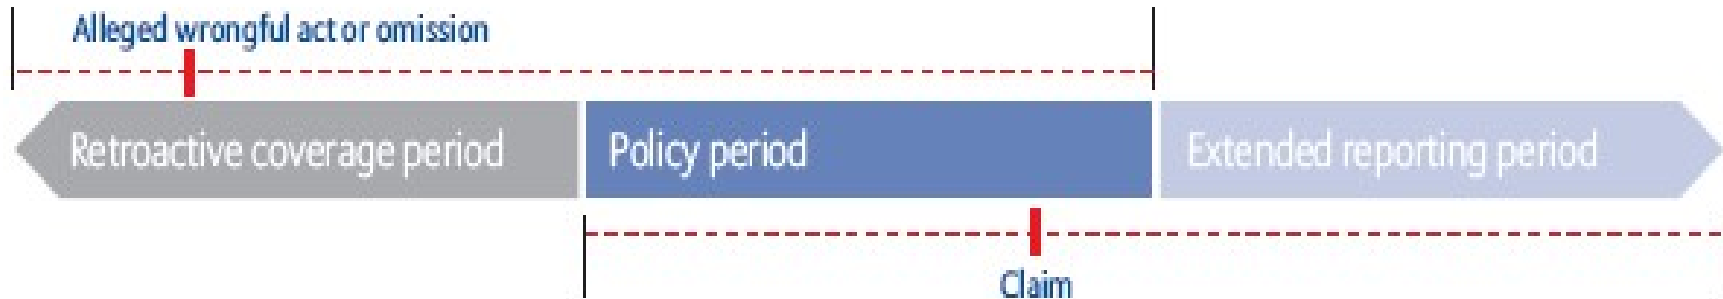 Alleged wrongful act or omission
Retroactive coverage period
Policy period
Extended reporting period
Claim